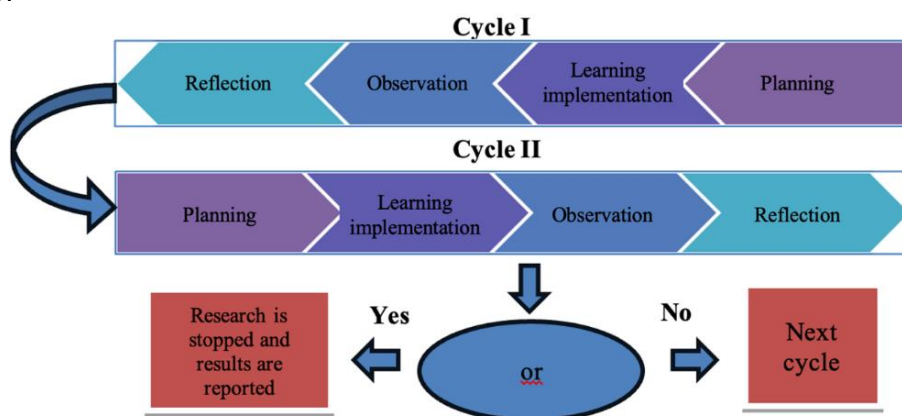 Cycle I
Reflection
Observation
Learning
implementation
Planning
Cycle II
Planning
Learning
implementation
Observation
Reflection
Research is
stopped and
results are
reported
Yes
or
No
Next
cycle